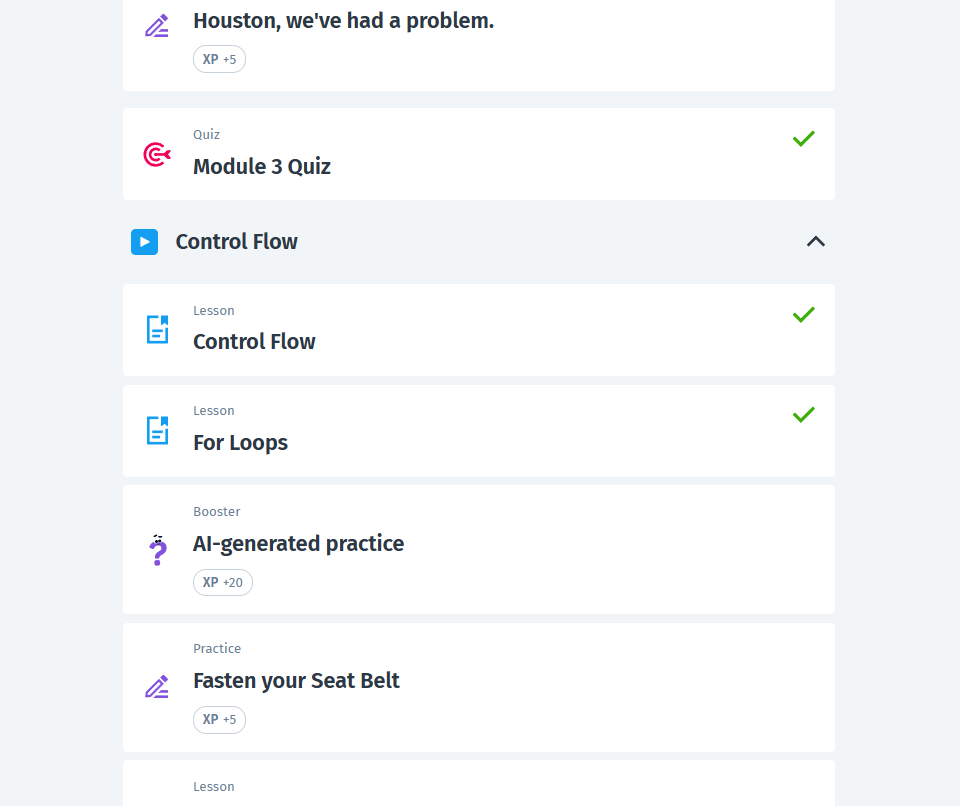 Houston, we've had a problem.
XP +5
Quiz
Module 3 Quiz
Control Flow
Lesson
Control Flow
Lesson
For Loops
Booster
AI-generated practice
XP +20
Practice
Fasten your Seat Belt
XP +5
Lesson